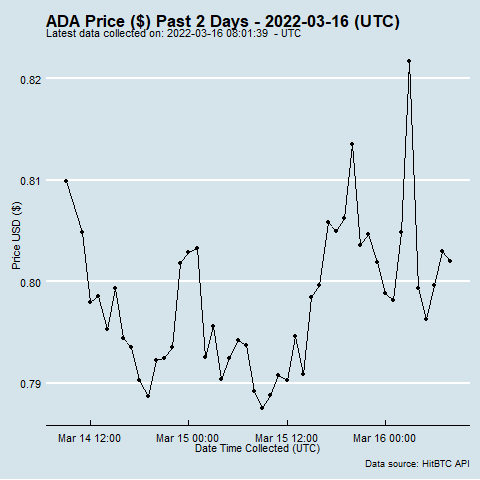 ADA Price ($) Past 2 Days - 2022-03-16 (UTC)
Latest data collected on: 2022-03-16 08:01:39 - UTC
0.82
0.81
0.80
0.79
Price USD ($)
Mar 14 12:00
Mar 15 00:00
Mar 15 12:00
Mar 16 00:00
Date Time Collected (UTC)
Data source: HitBTC API